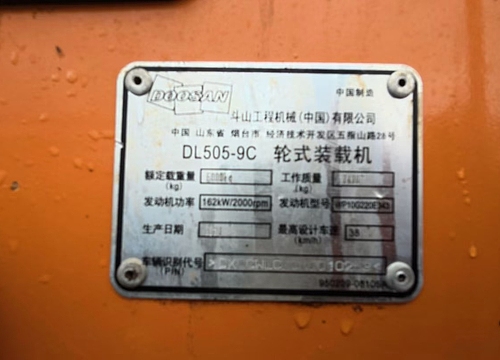 DOOSAN
中国制造
斗山工程机械(中国)有限公司
中国 山东省 烟台市 经济技术开发区五指山路28号
DL505-9C 轮式装载机
额定载重量 (kg) 工作质量 (kg)
发动机功率 162kW/2000rpm 发动机型号 WP10G220E343
生产日期 最高设计车速 (km/h) 38
车辆识别代号 (PIN)